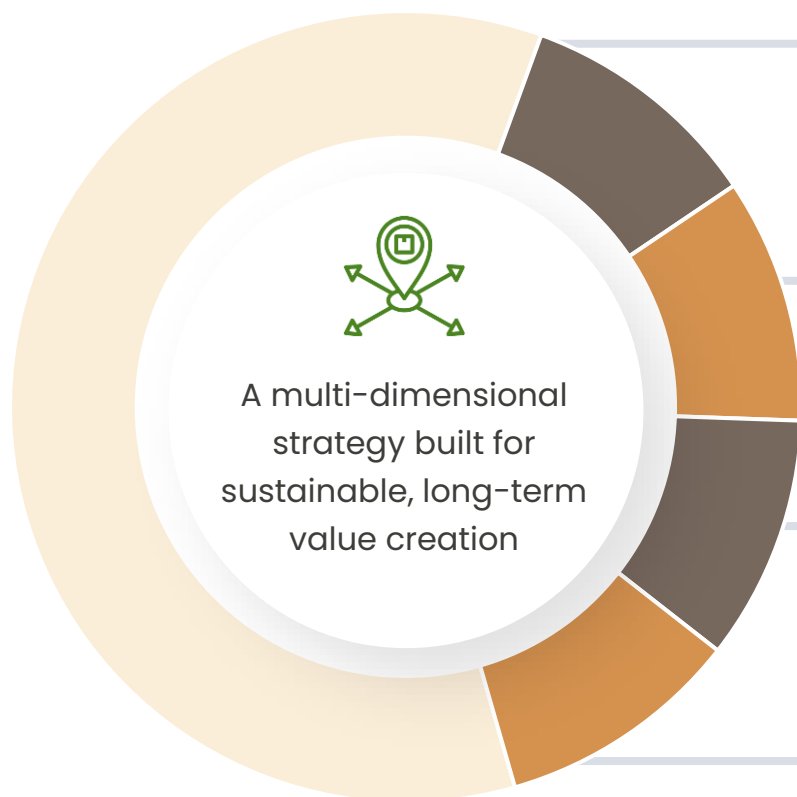 A multi-dimensional
strategy built for
sustainable, long-term
value creation